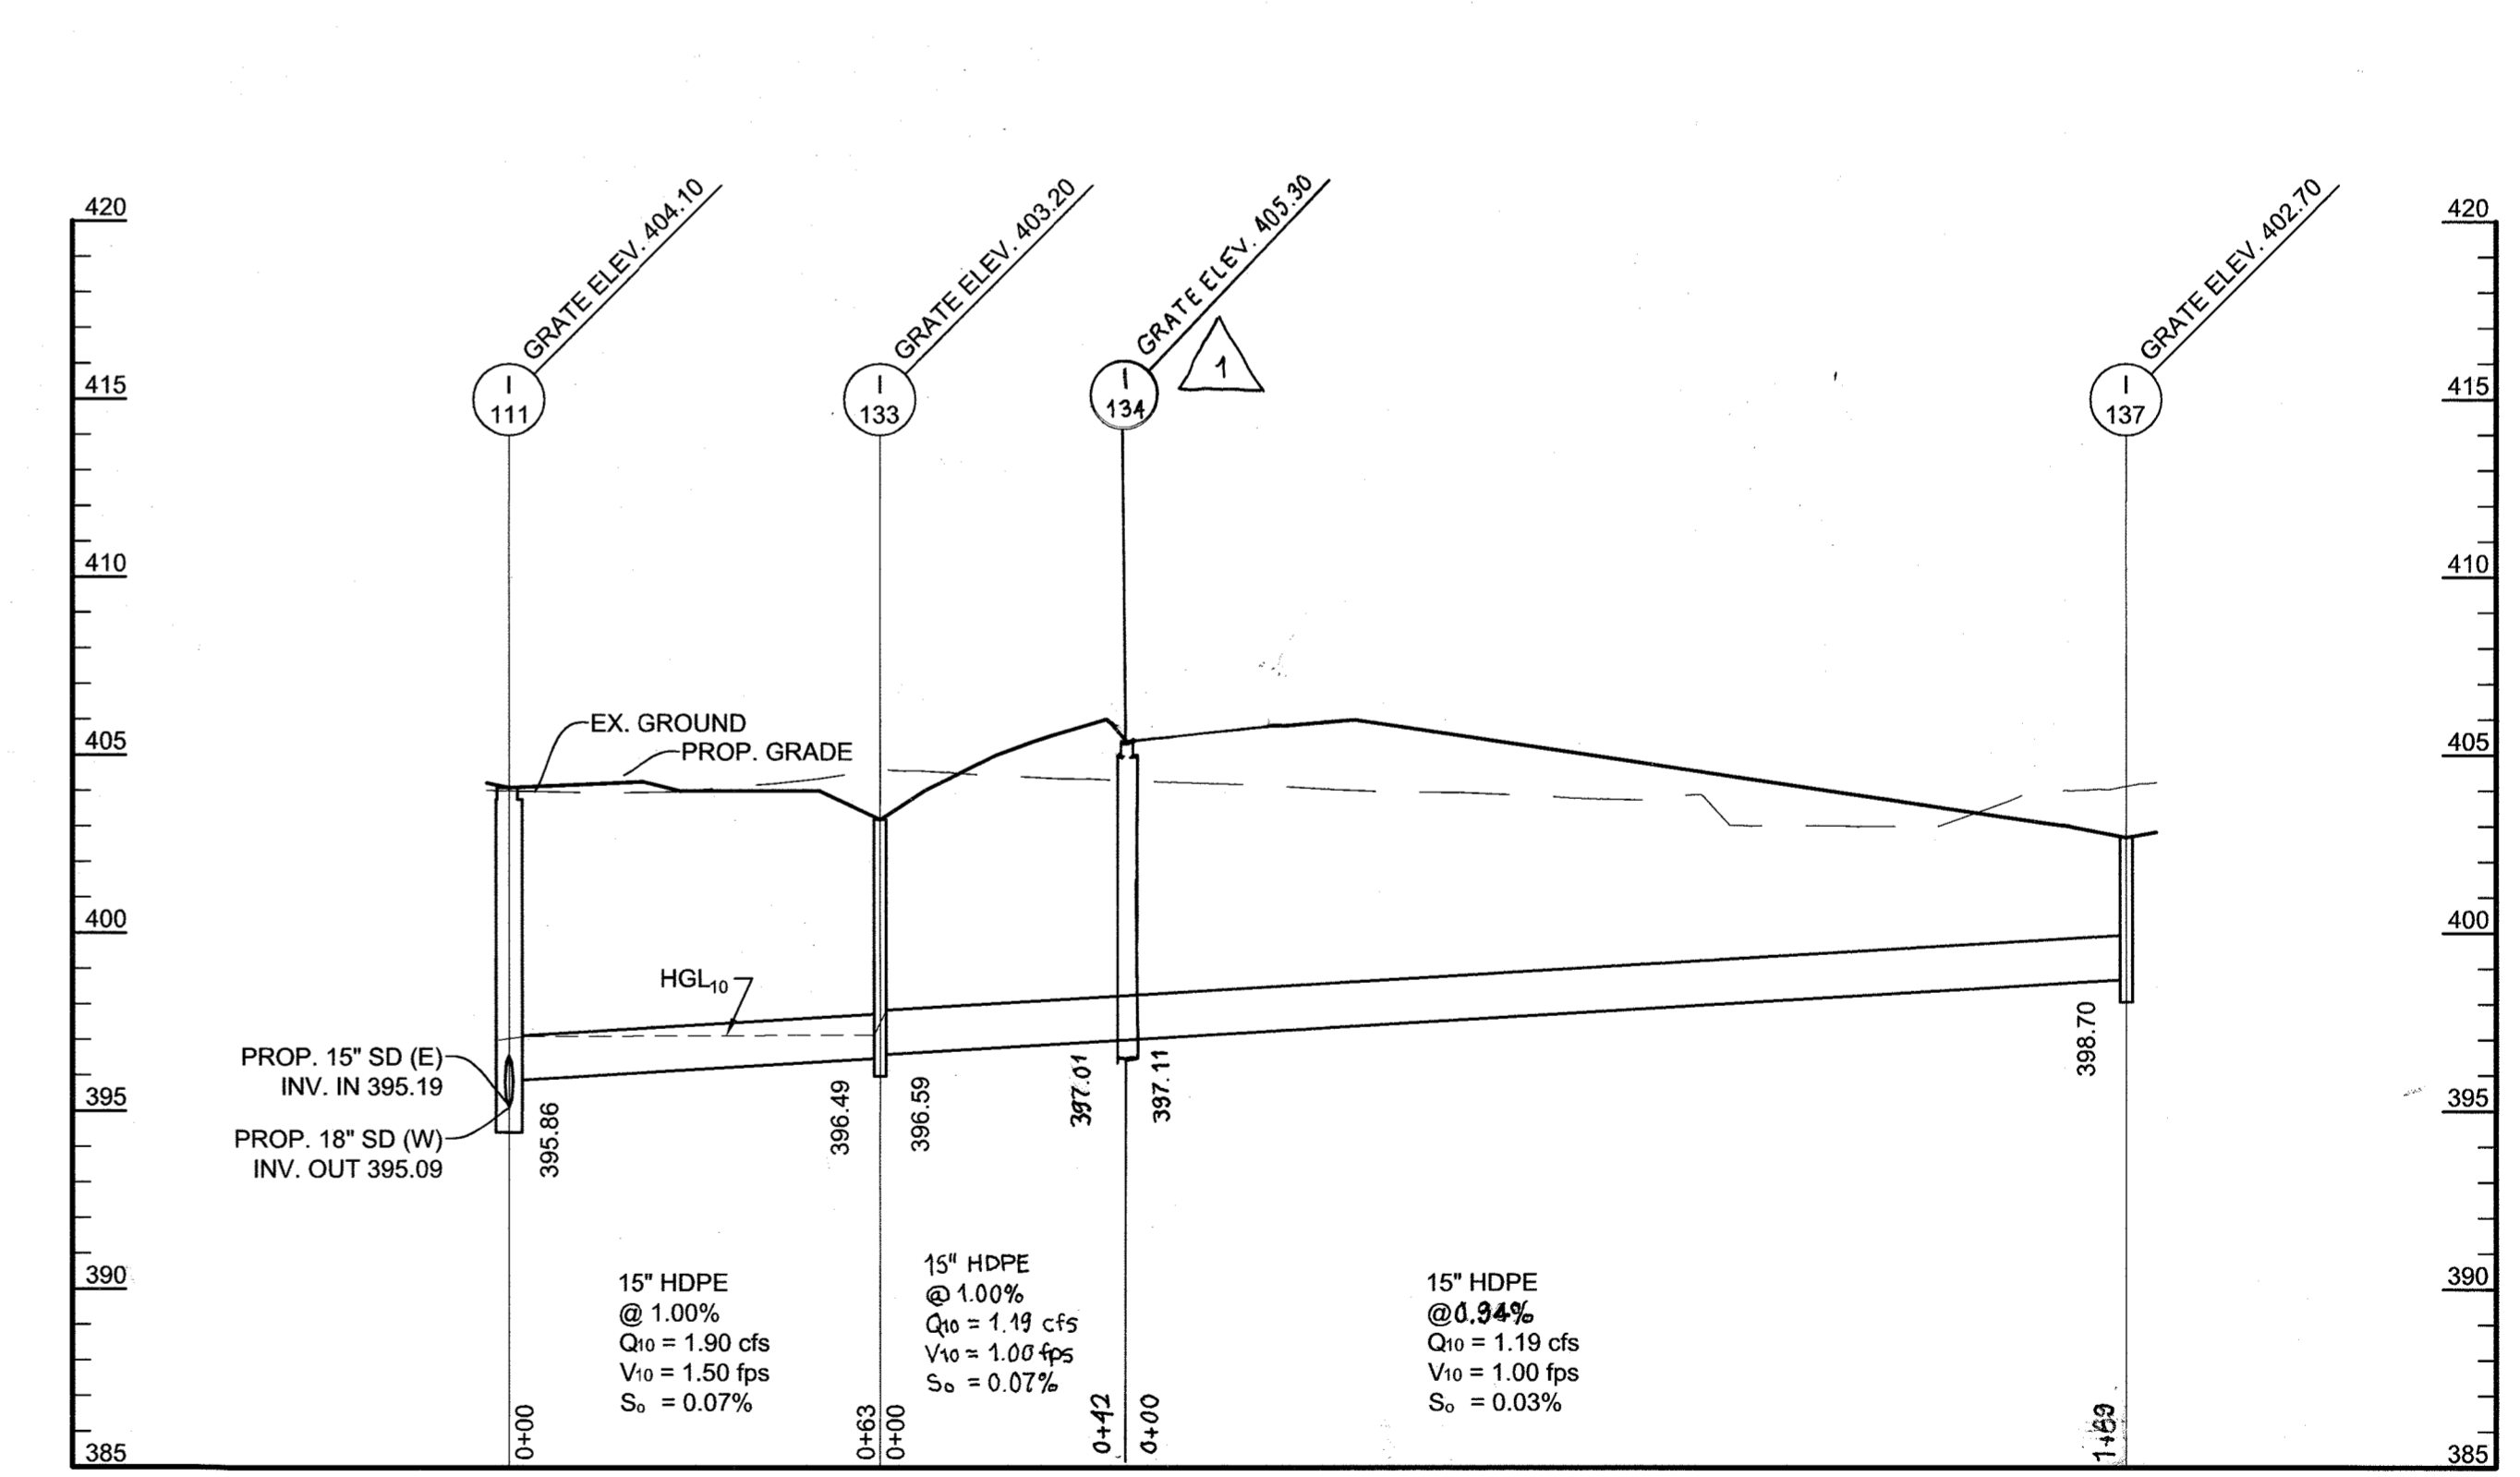 GRATE ELEV. 404.10
GRATE ELEV. 403.20
GRATE ELEV. 405.30
GRATE ELEV. 402.70
I
111
I
133
I
134
1
I
137
420
415
410
405
400
395
390
385
420
415
410
405
400
395
390
385
EX. GROUND
PROP. GRADE
HGL10
PROP. 15" SD (E)
INV. IN 395.19
PROP. 18" SD (W)
INV. OUT 395.09
395.86
396.49
396.59
397.01
397.11
398.70
15" HDPE
@ 1.00%
Q10 = 1.90 cfs
V10 = 1.50 fps
So = 0.07%
15" HDPE
@ 1.00%
Q10 = 1.19 cfs
V10 = 1.00 fps
So = 0.07%
15" HDPE
@0.94%
Q10 = 1.19 cfs
V10 = 1.00 fps
So = 0.03%
0+00
0+63
0+00
0+42
0+00
1+69